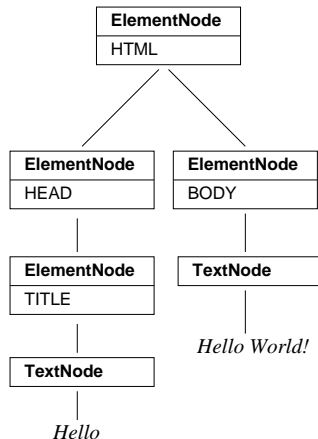 ElementNode
HTML
ElementNode
HEAD
ElementNode
BODY
ElementNode
TITLE
TextNode
Hello World!
TextNode
Hello